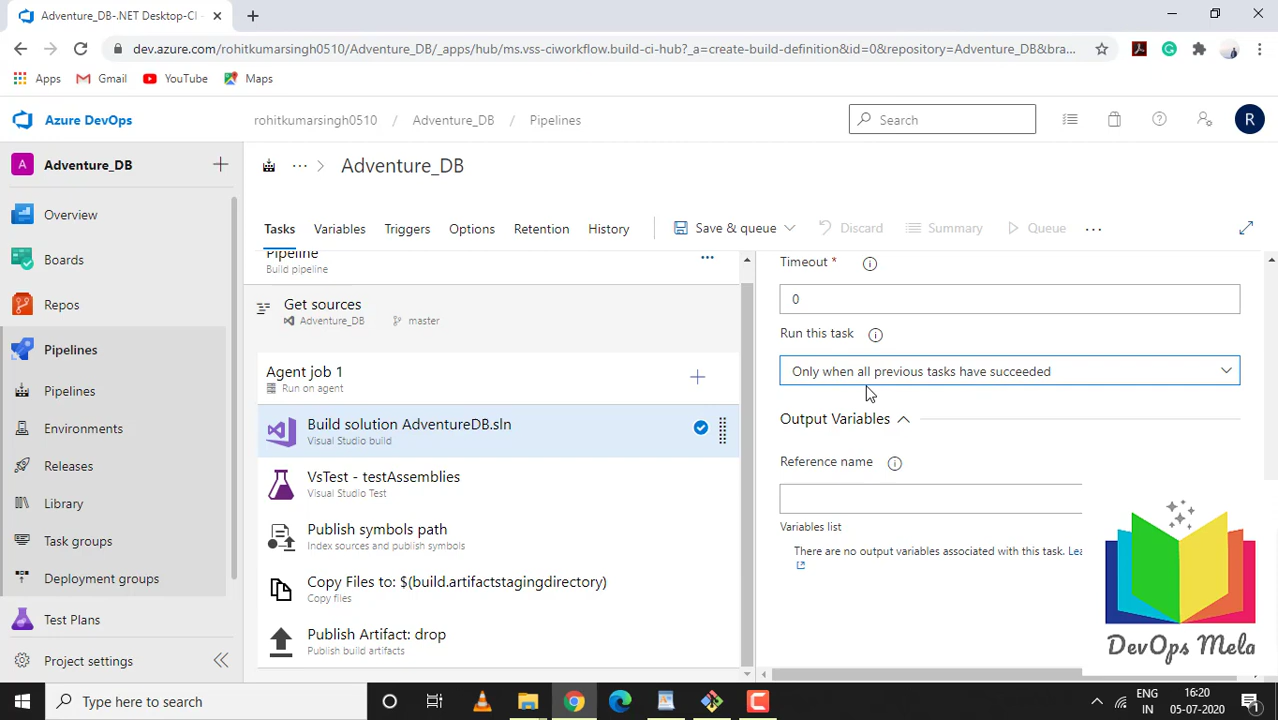 Adventure_DB-.NET Desktop-CI -
dev.azure.com/rohitkumarsingh0510/Adventure_DB/_apps/hub/ms.vss-ciworkflow.build-ci-hub?_a=create-build-definition&id=0&repository=Adventure_DB&bra...
Apps
Gmail
YouTube
Maps
Azure DevOps
rohitkumarsingh0510 / Adventure_DB / Pipelines
Search
R
A
Adventure_DB
Overview
Boards
Repos
Pipelines
Pipelines
Environments
Releases
Library
Task groups
Deployment groups
Test Plans
Project settings
... > Adventure_DB
Tasks
Variables
Triggers
Options
Retention
History
Save & queue
Discard
Summary
Queue
...
Pipeline
Build pipeline
...
Get sources
Adventure_DB
master
Agent job 1
Run on agent
Build solution AdventureDB.sln
Visual Studio build
VsTest - testAssemblies
Visual Studio Test
Publish symbols path
Index sources and publish symbols
Copy Files to: $(build.artifactstagingdirectory)
Copy files
Publish Artifact: drop
Publish build artifacts
Timeout *
0
Run this task
Only when all previous tasks have succeeded
Output Variables
Reference name
Variables list
There are no output variables associated with this task. Lea
DevOps Mela
Type here to search
ENG
IN
16:20
05-07-2020
1